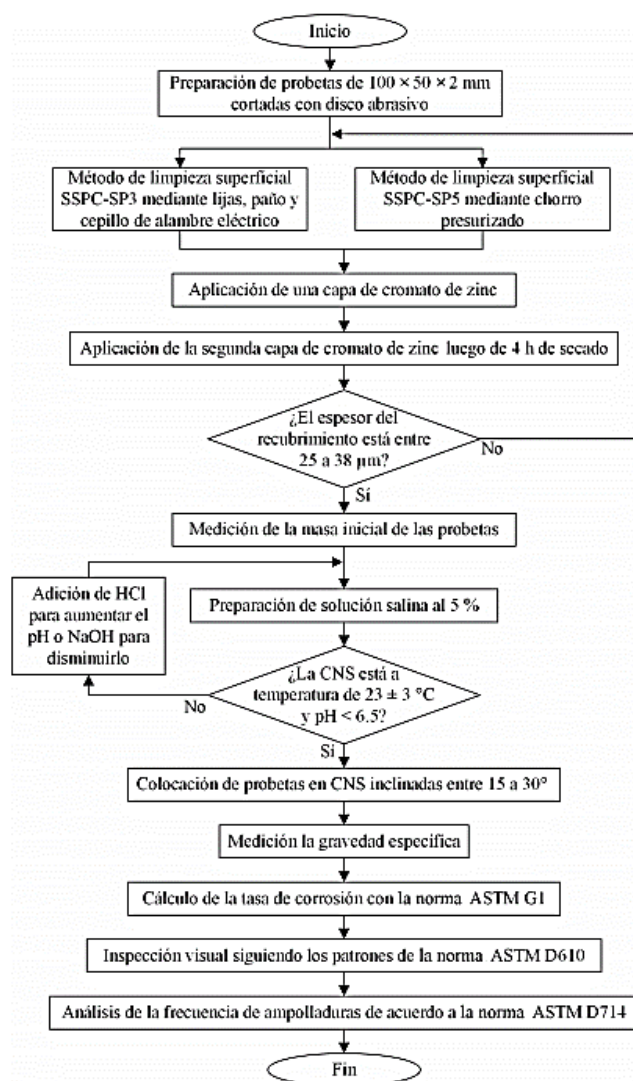 Inicio
Preparación de probetas de 100 × 50 × 2 mm
cortadas con disco abrasivo
Método de limpieza superficial
SSPC-SP3 mediante lijas, paño y
cepillo de alambre eléctrico
Método de limpieza superficial
SSPC-SP5 mediante chorro
presurizado
Aplicación de una capa de cromato de zinc
Aplicación de la segunda capa de cromato de zinc luego de 4 h de secado
¿El espesor del
recubrimiento está entre
25 a 38 µm?
No
Sí
Medición de la masa inicial de las probetas
Adición de HCl
para aumentar el
pH o NaOH para
disminuirlo
Preparación de solución salina al 5 %
¿La CNS está a
temperatura de 23 ± 3 °C
y pH < 6.5?
No
Sí
Colocación de probetas en CNS inclinadas entre 15 a 30°
Medición la gravedad especifica
Cálculo de la tasa de corrosión con la norma ASTM G1
Inspección visual siguiendo los patrones de la norma ASTM D610
Análisis de la frecuencia de ampolladuras de acuerdo a la norma ASTM D714
Fin